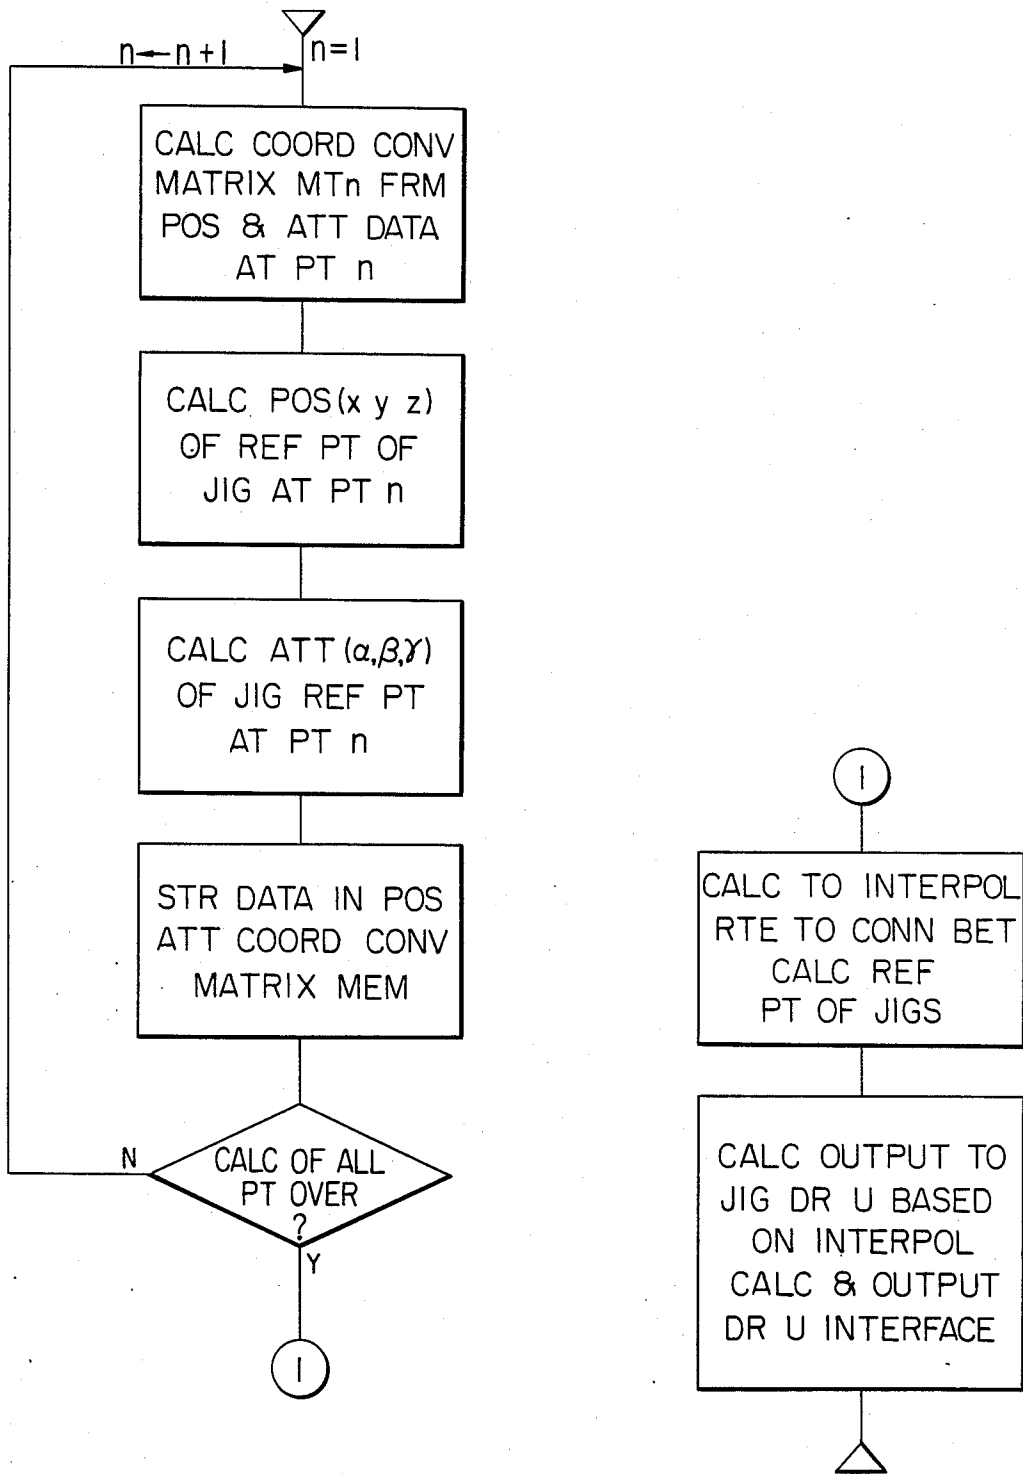 n←n+1
n=1
CALC COORD CONV
MATRIX MTn FRM
POS & ATT DATA
AT PT n
CALC POS(x y z)
OF REF PT OF
JIG AT PT n
CALC ATT(α,β,γ)
OF JIG REF PT
AT PT n
STR DATA IN POS
ATT COORD CONV
MATRIX MEM
N
CALC OF ALL
PT OVER
?
Y
1
1
CALC TO INTERPOL
RTE TO CONN BET
CALC REF
PT OF JIGS
CALC OUTPUT TO
JIG DR U BASED
ON INTERPOL
CALC & OUTPUT
DR U INTERFACE